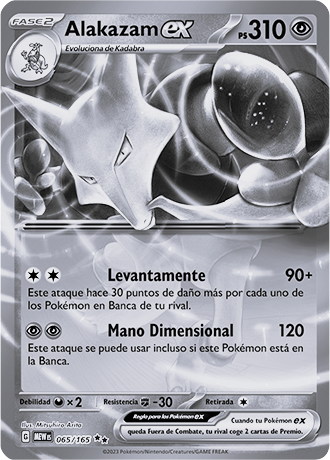 FASE 2 Alakazam ex PS 310
Evoluciona de Kadabra
Levantamente 90+
Este ataque hace 30 puntos de daño más por cada uno de
los Pokémon en Banca de tu rival.
Mano Dimensional 120
Este ataque se puede usar incluso si este Pokémon está en
la Banca.
Debilidad ×2 Resistencia -30 Retirada
Regla para los Pokémon ex
Cuando tu Pokémon ex
queda Fuera de Combate, tu rival coge 2 cartas de Premio.
Ilus. Mitsuhiro Arita
G MEW ES 065/165
©2023 Pokémon/Nintendo/Creatures/GAME FREAK